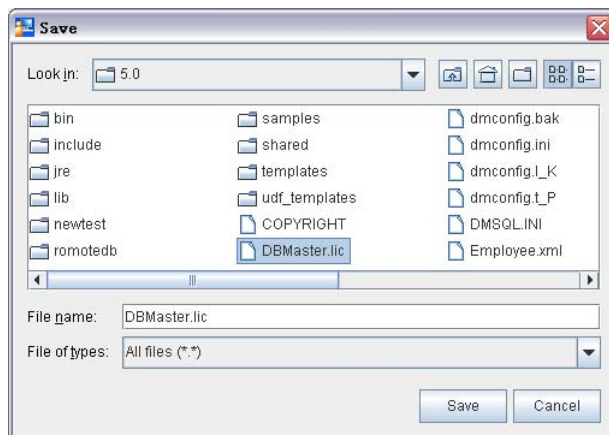 Save
Look in: 5.0
bin samples dmconfig.bak
include shared dmconfig.ini
jre templates dmconfig.l_K
lib udf_templates dmconfig.t_P
newtest COPYRIGHT DMSQL.INI
romotedb DBMaster.lic Employee.xml
File name: DBMaster.lic
File of types: All files (*.*)
Save Cancel